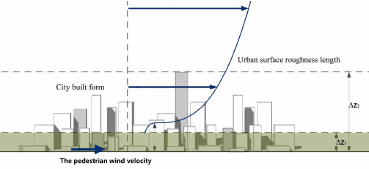 Urban surface roughness length
City built form
ΔZ₁
ΔZ₂
The pedestrian wind velocity